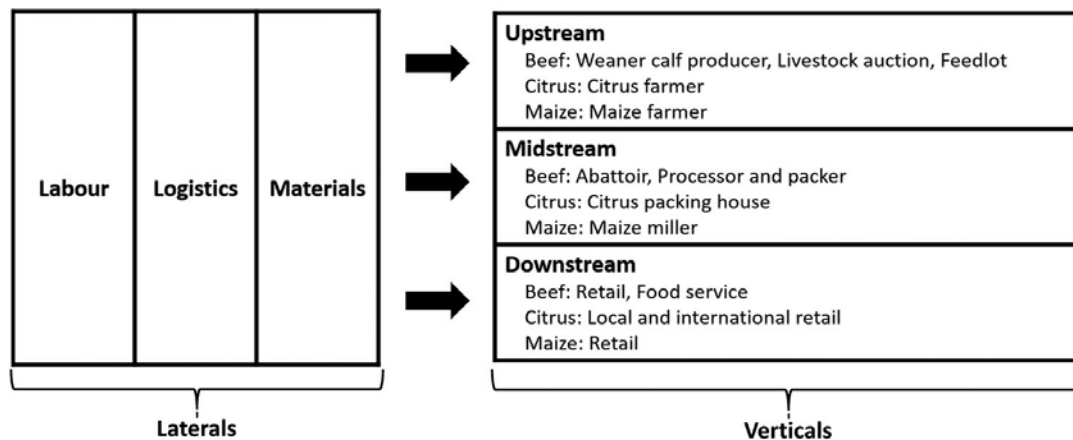 Labour
Logistics
Materials
Laterals
Upstream
Beef: Weaner calf producer, Livestock auction, Feedlot
Citrus: Citrus farmer
Maize: Maize farmer
Midstream
Beef: Abattoir, Processor and packer
Citrus: Citrus packing house
Maize: Maize miller
Downstream
Beef: Retail, Food service
Citrus: Local and international retail
Maize: Retail
Verticals